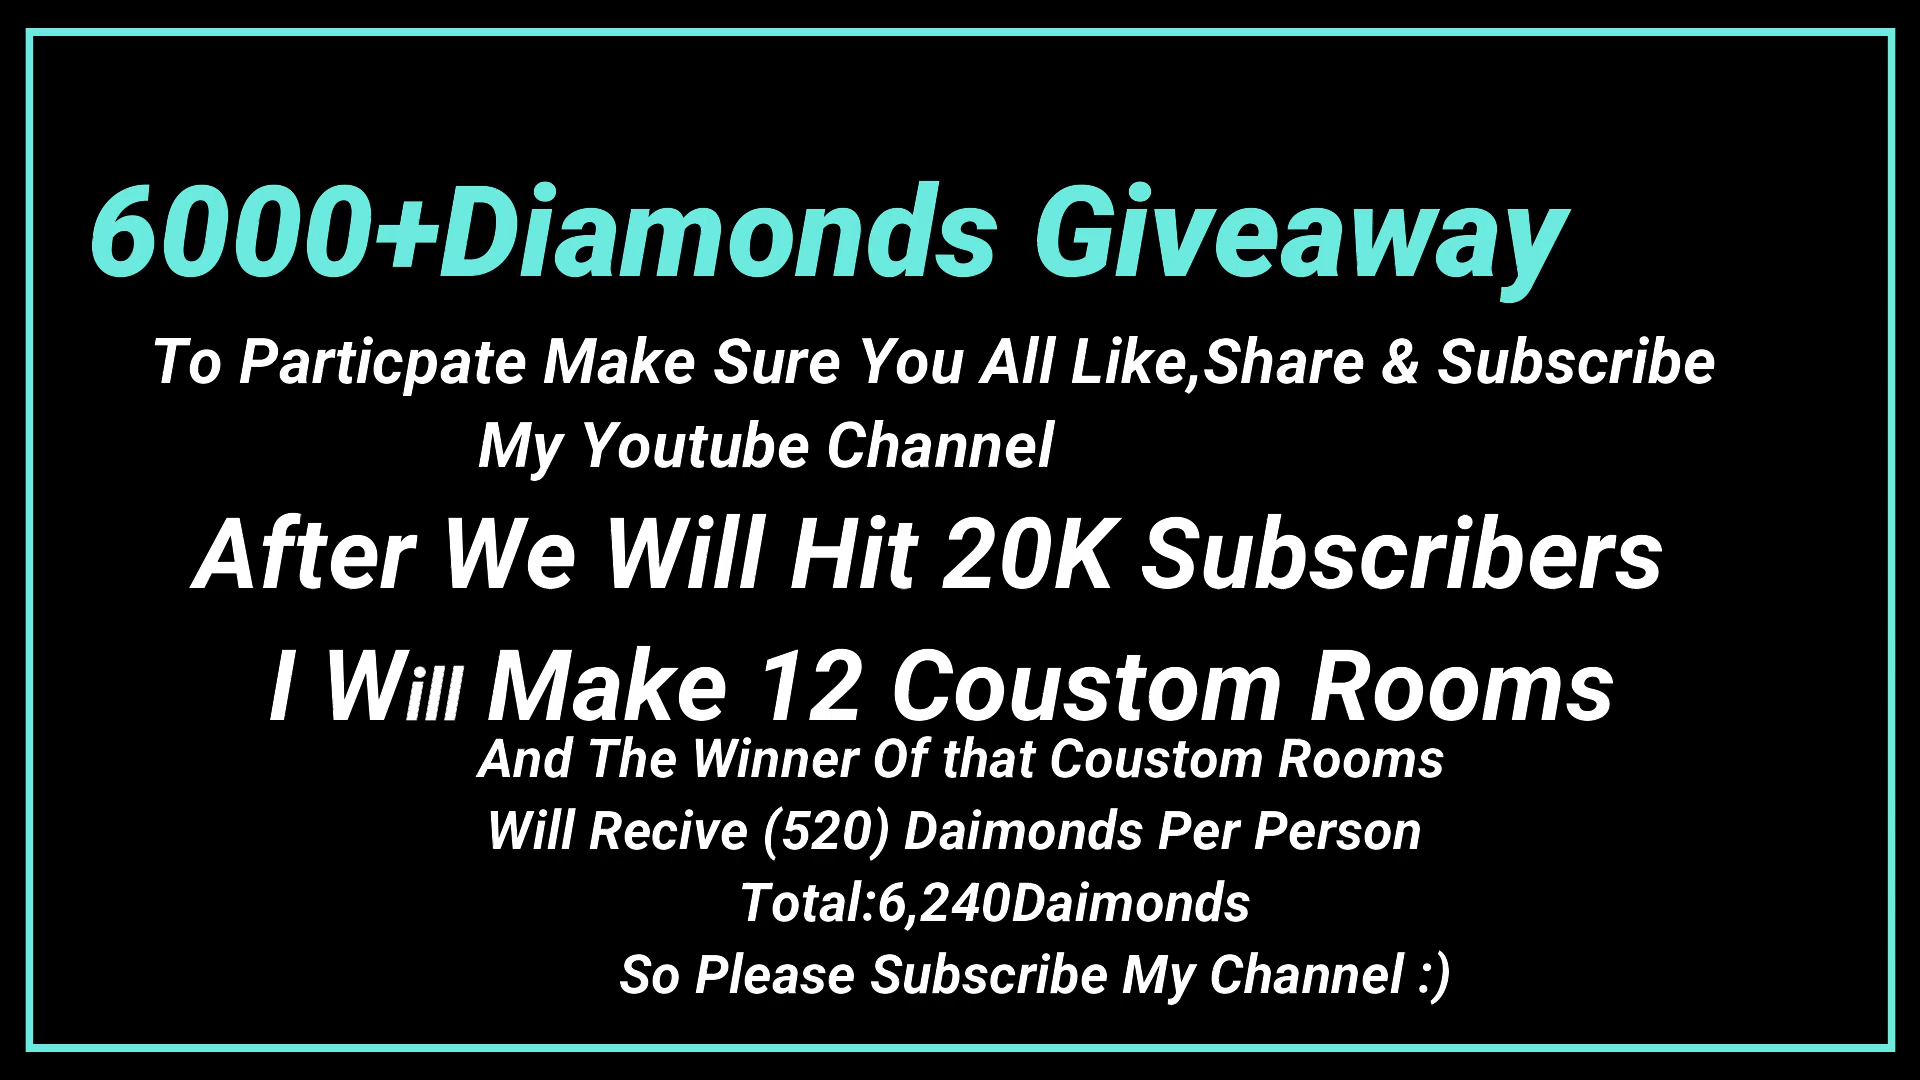 6000+Diamonds Giveaway
To Particpate Make Sure You All Like,Share & Subscribe
My Youtube Channel
After We Will Hit 20K Subscribers
I Will Make 12 Coustom Rooms
And The Winner Of that Coustom Rooms
Will Recive (520) Daimonds Per Person
Total:6,240Daimonds
So Please Subscribe My Channel :)